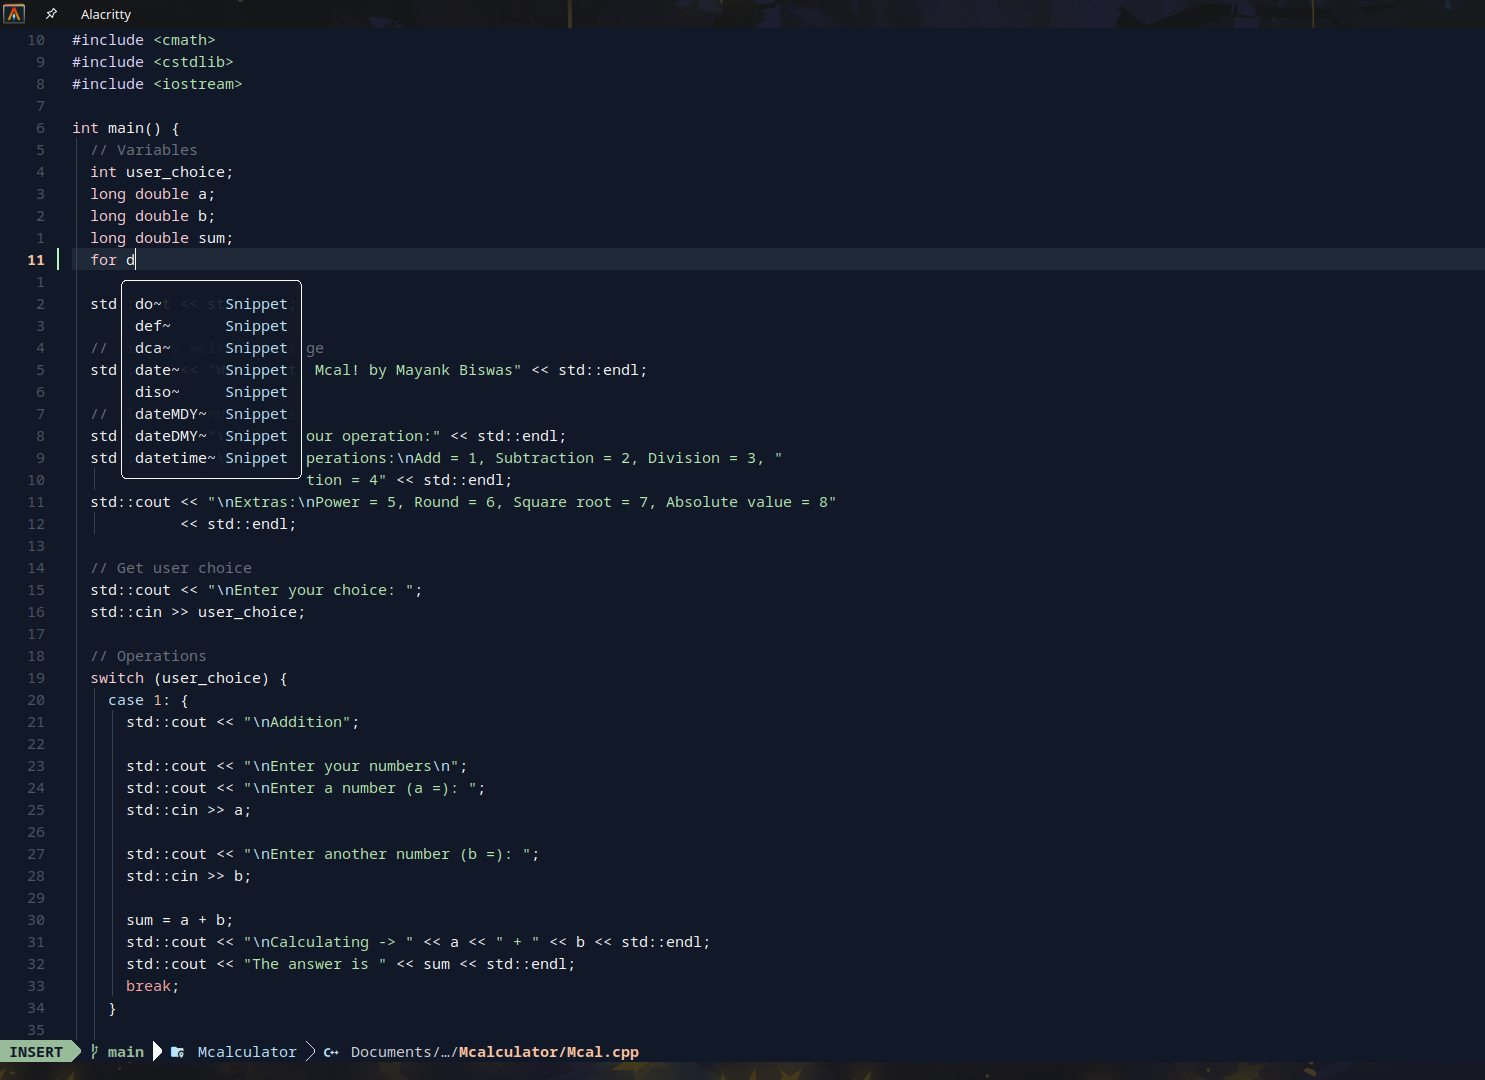 Alacritty
10 #include <cmath>
9 #include <cstdlib>
8 #include <iostream>
7
6 int main() {
5 // Variables
4 int user_choice;
3 long double a;
2 long double b;
1 long double sum;
11 for d
1
2 std do~ Snippet
3 def~ Snippet
4 // dca~ Snippet ge
5 std date~ Snippet Mcal! by Mayank Biswas" << std::endl;
6 diso~ Snippet
7 // dateMDY~ Snippet
8 std dateDMY~ Snippet our operation:" << std::endl;
9 std datetime~ Snippet perations:\nAdd = 1, Subtraction = 2, Division = 3, "
10 tion = 4" << std::endl;
11 std::cout << "\nExtras:\nPower = 5, Round = 6, Square root = 7, Absolute value = 8"
12 << std::endl;
13
14 // Get user choice
15 std::cout << "\nEnter your choice: ";
16 std::cin >> user_choice;
17
18 // Operations
19 switch (user_choice) {
20 case 1: {
21 std::cout << "\nAddition";
22
23 std::cout << "\nEnter your numbers\n";
24 std::cout << "\nEnter a number (a =): ";
25 std::cin >> a;
26
27 std::cout << "\nEnter another number (b =): ";
28 std::cin >> b;
29
30 sum = a + b;
31 std::cout << "\nCalculating -> " << a << " + " << b << std::endl;
32 std::cout << "The answer is " << sum << std::endl;
33 break;
34 }
35
INSERT main Mcalculator C++ Documents/…/Mcalculator/Mcal.cpp